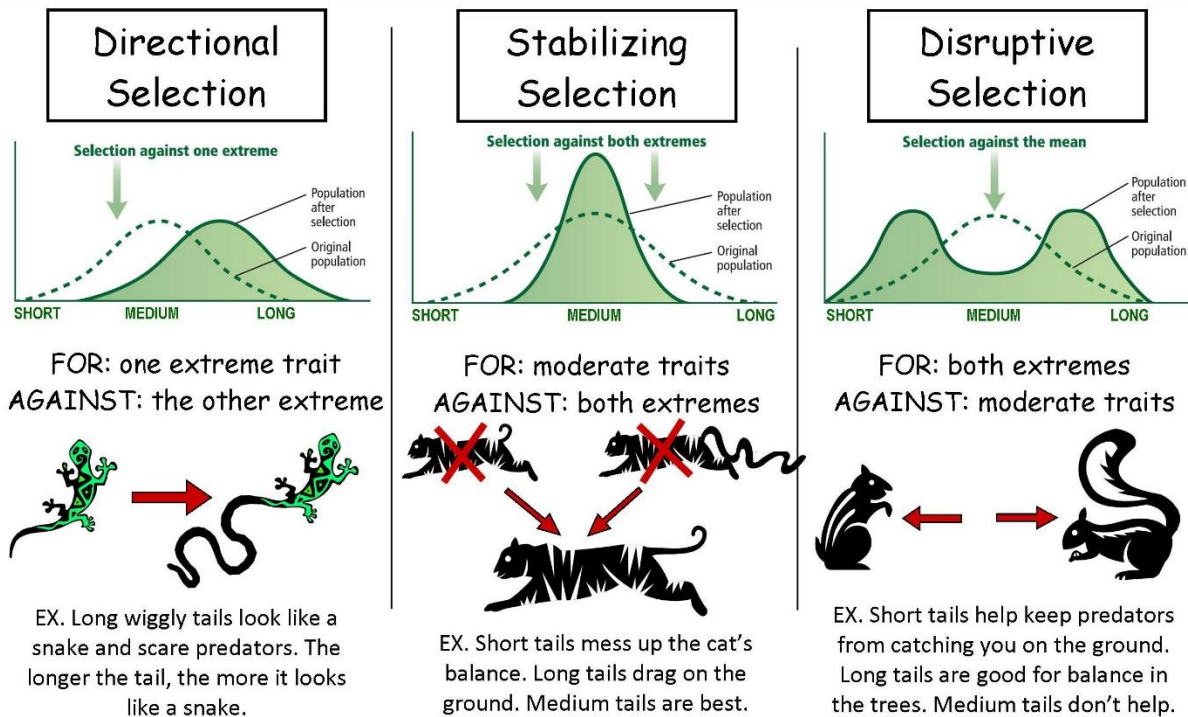 Directional
Selection
Selection against one extreme
Population
after
selection
Original
population
SHORT MEDIUM LONG
FOR: one extreme trait
AGAINST: the other extreme
EX. Long wiggly tails look like a
snake and scare predators. The
longer the tail, the more it looks
like a snake.
Stabilizing
Selection
Selection against both extremes
Population
after
selection
Original
population
SHORT MEDIUM LONG
FOR: moderate traits
AGAINST: both extremes
EX. Short tails mess up the cat’s
balance. Long tails drag on the
ground. Medium tails are best.
Disruptive
Selection
Selection against the mean
Population
after
selection
Original
population
SHORT MEDIUM LONG
FOR: both extremes
AGAINST: moderate traits
EX. Short tails help keep predators
from catching you on the ground.
Long tails are good for balance in
the trees. Medium tails don’t help.